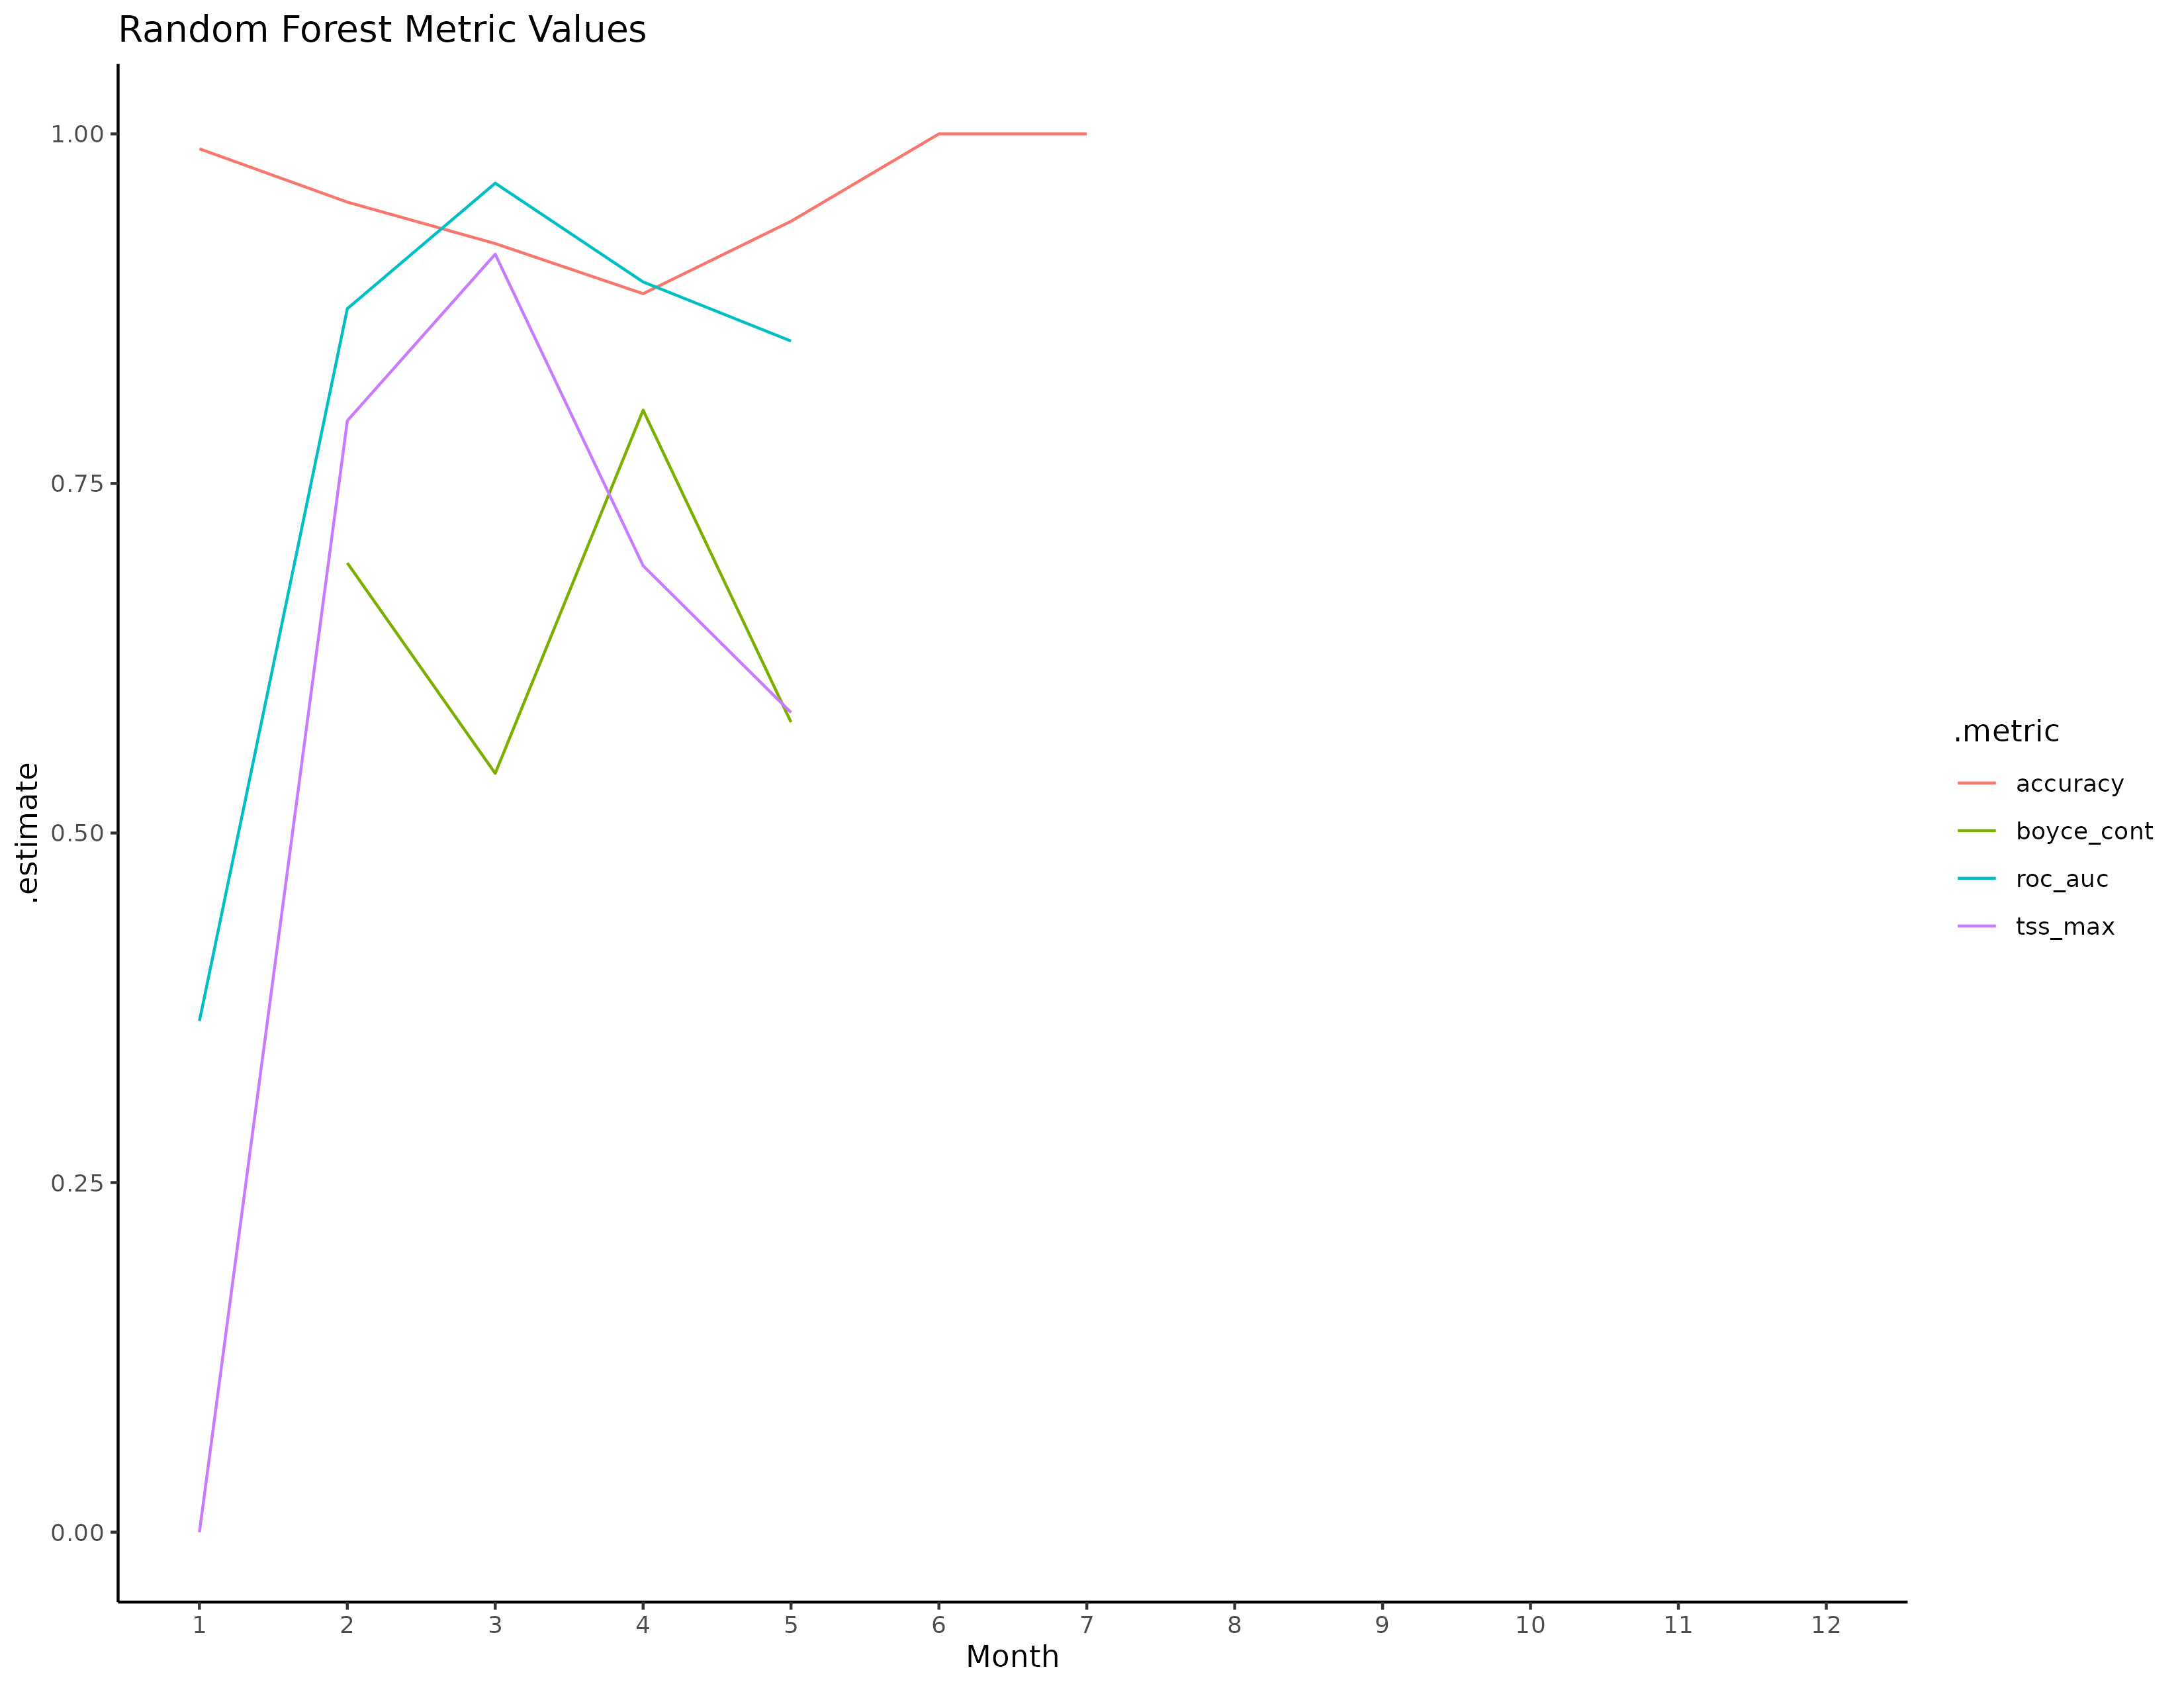 Random Forest Metric Values
1.00
0.75
0.50
0.25
0.00
.estimate
1 2 3 4 5 6 7 8 9 10 11 12
Month
.metric
accuracy
boyce_cont
roc_auc
tss_max